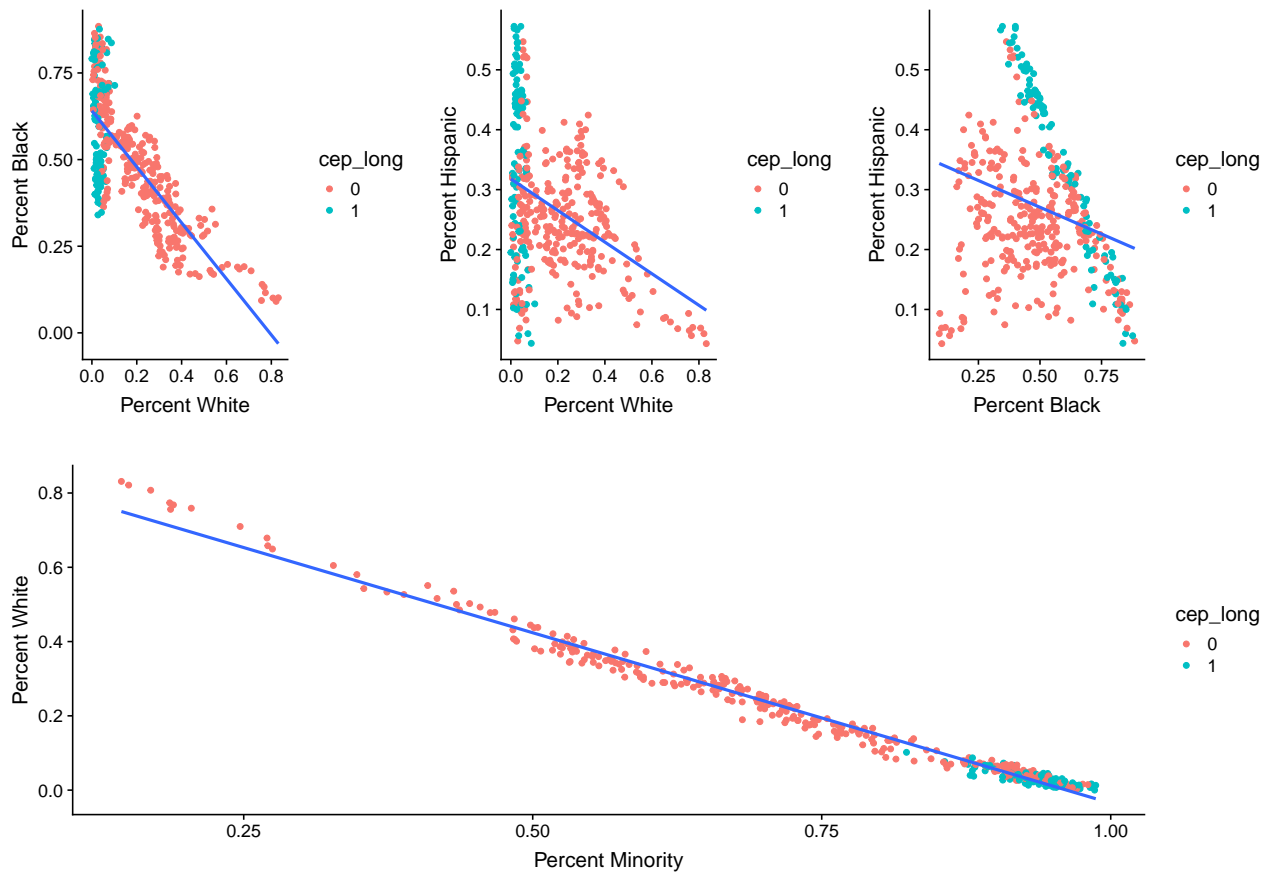 Percent Black
0.75
0.50
0.25
0.00
0.0 0.2 0.4 0.6 0.8
Percent White
cep_long
0
1
Percent Hispanic
0.5
0.4
0.3
0.2
0.1
0.0 0.2 0.4 0.6 0.8
Percent White
cep_long
0
1
Percent Hispanic
0.5
0.4
0.3
0.2
0.1
0.25 0.50 0.75
Percent Black
cep_long
0
1
Percent White
0.8
0.6
0.4
0.2
0.0
0.25 0.50 0.75 1.00
Percent Minority
cep_long
0
1